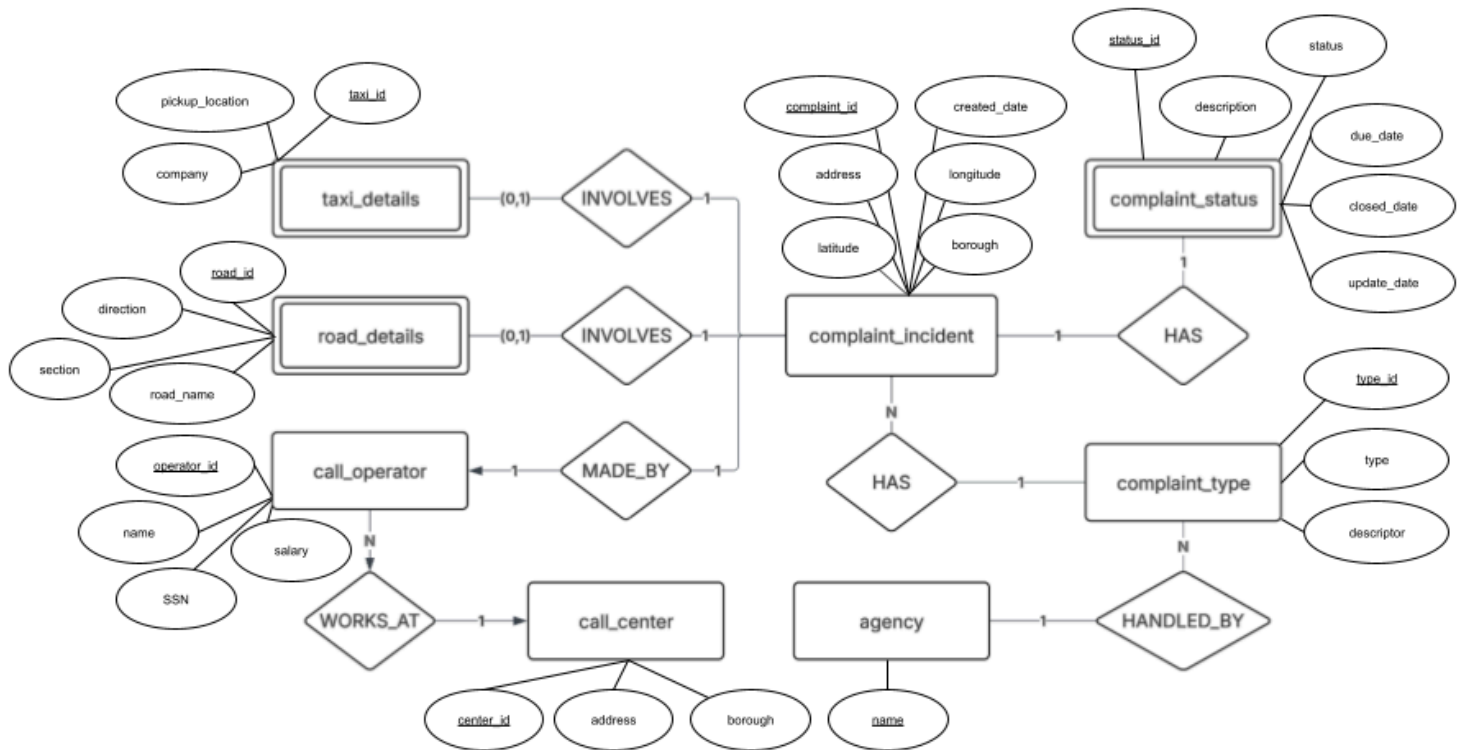 status_id
status
pickup_location
taxi_id
complaint_id
created_date
description
due_date
company
address
longitude
taxi_details
(0,1)
INVOLVES
1
complaint_status
closed_date
latitude
borough
road_id
1
update_date
direction
road_details
(0,1)
INVOLVES
1
complaint_incident
1
HAS
section
road_name
type_id
N
operator_id
call_operator
1
MADE_BY
1
HAS
1
complaint_type
type
name
salary
N
N
descriptor
SSN
WORKS_AT
1
call_center
agency
1
HANDLED_BY
center_id
address
borough
name